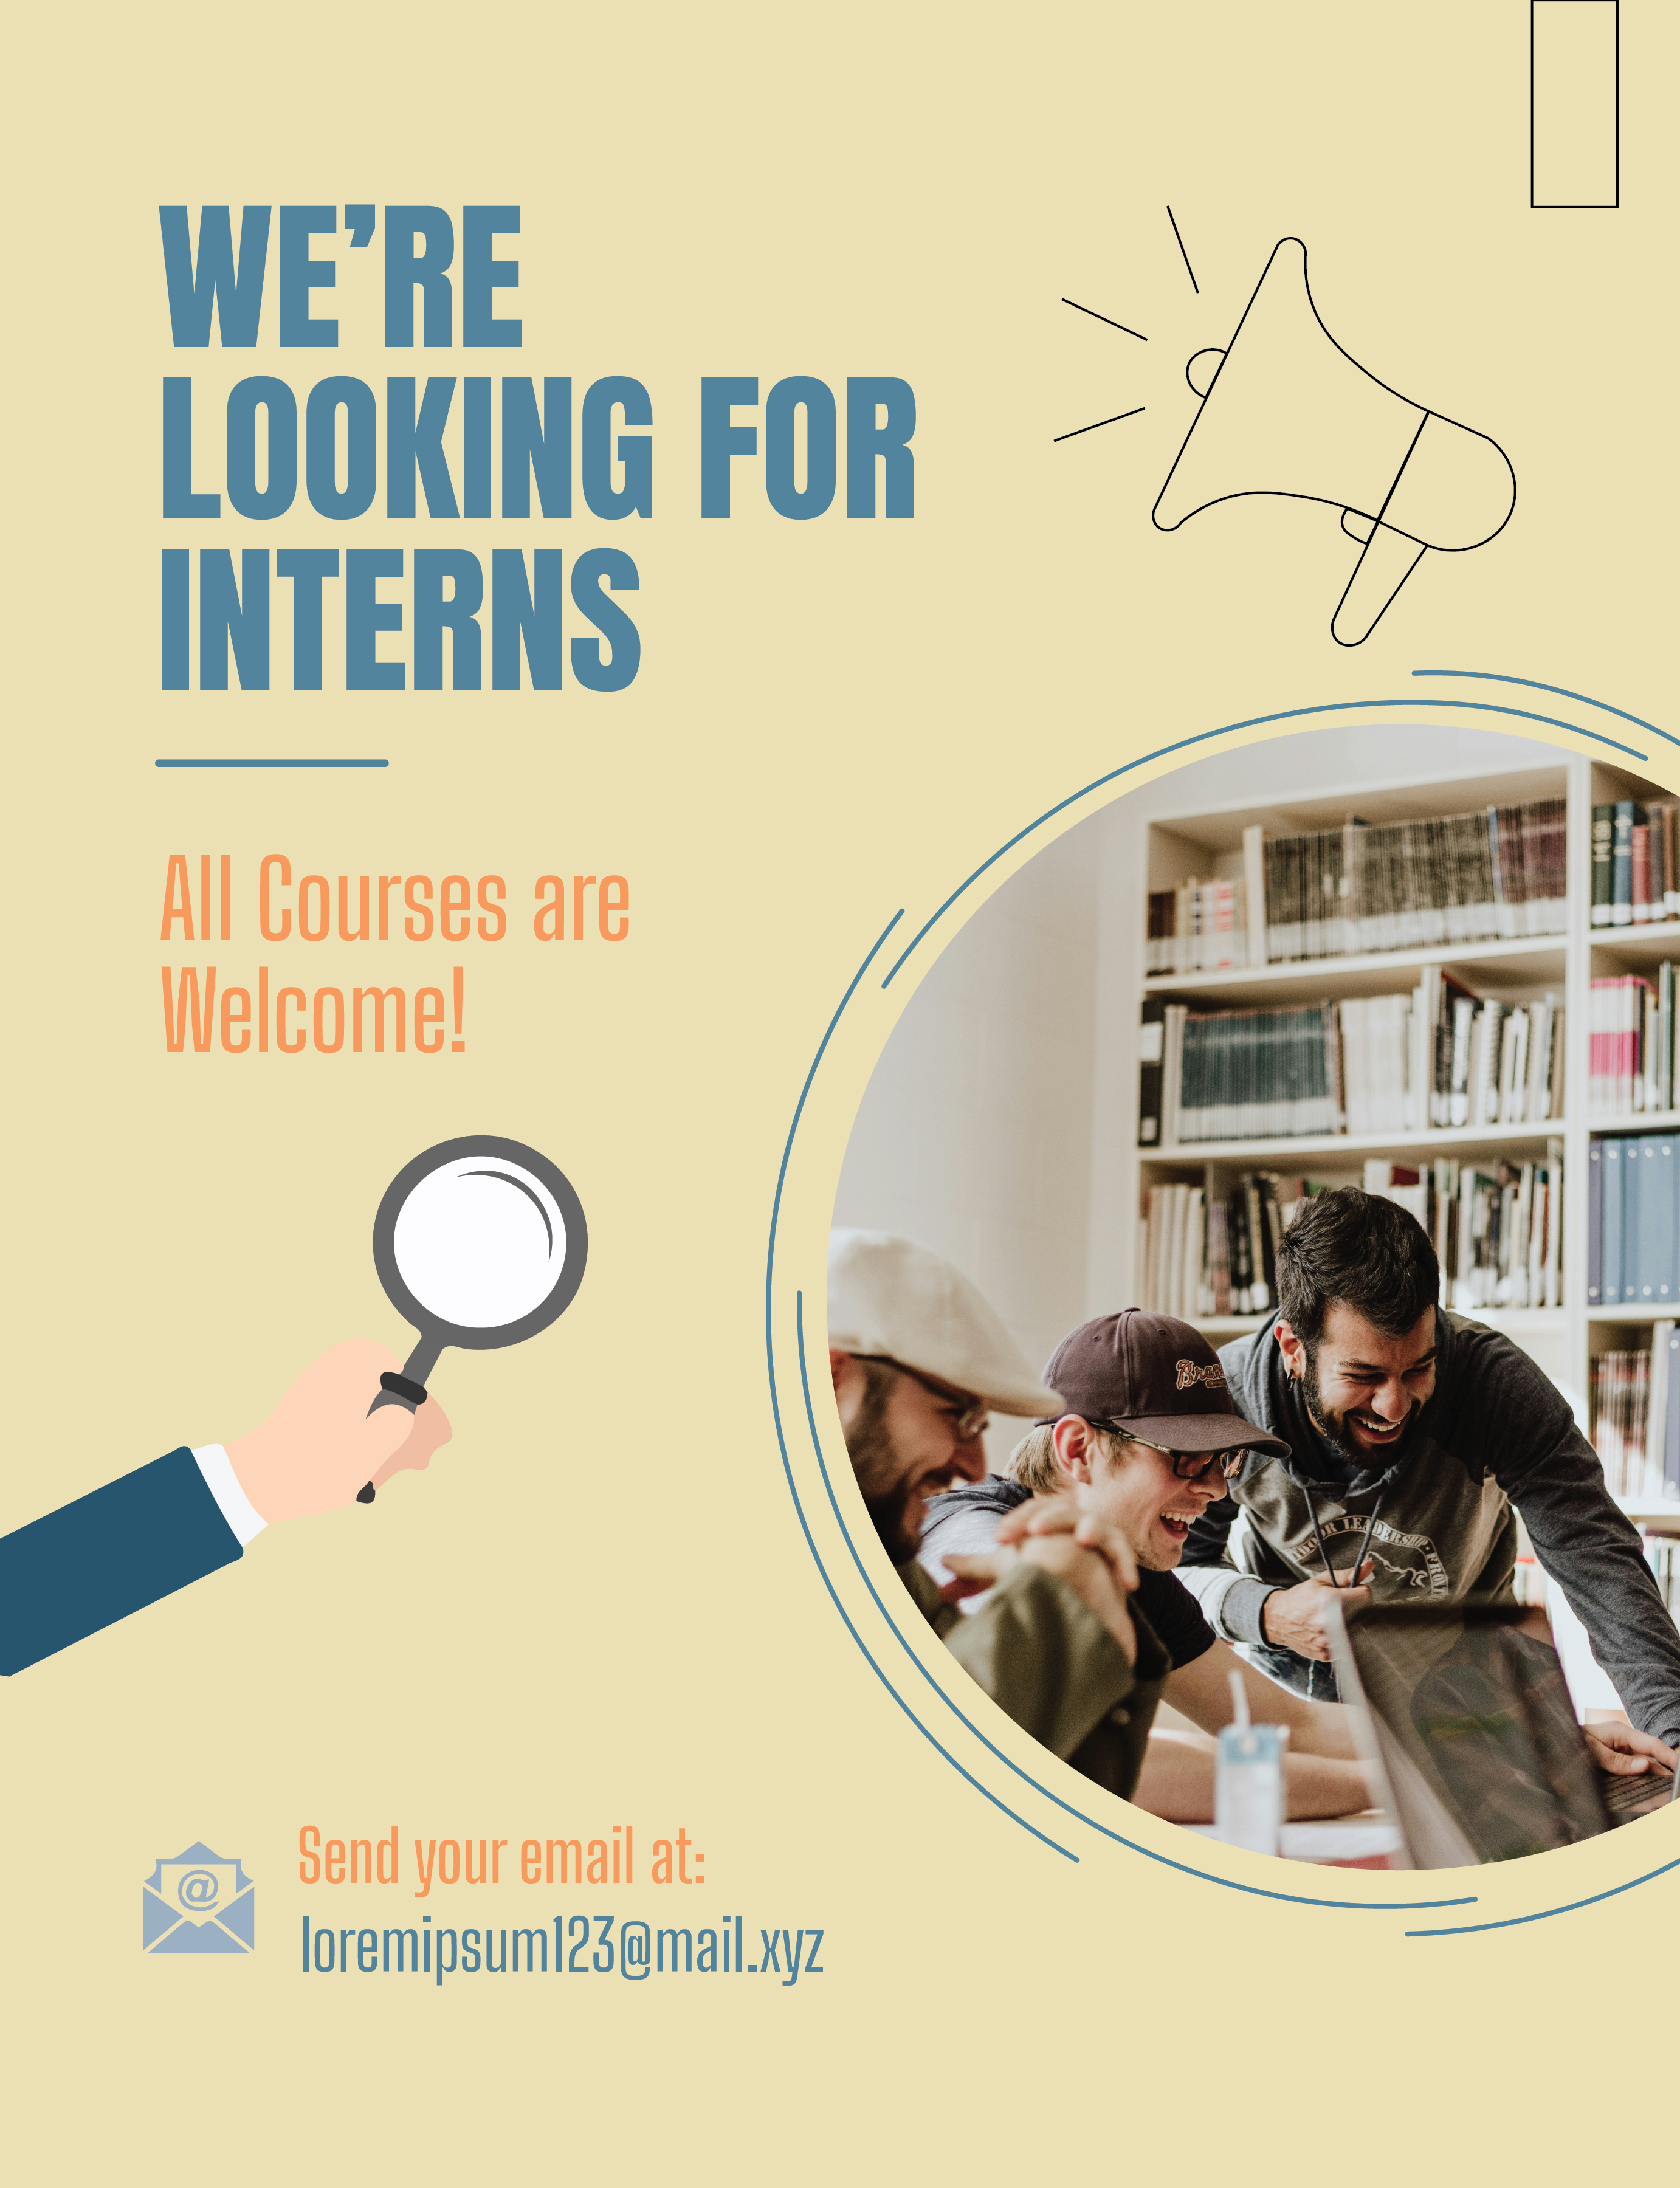 WE’RE
LOOKING FOR
INTERNS
All Courses are
Welcome!
Send your email at:
@
loremipsum123@mail.xyz